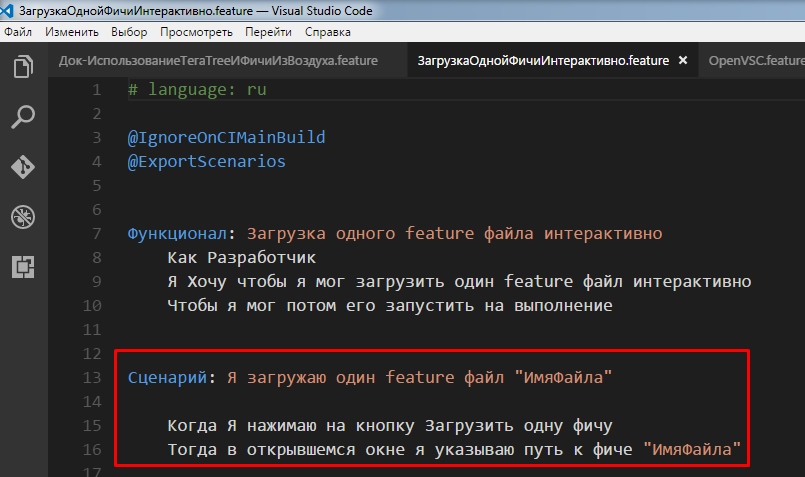 ЗагрузкаОднойФичиИнтерактивно.feature — Visual Studio Code
Файл Изменить Выбор Просмотреть Перейти Справка
Док-ИспользованиеTeraTreeИФичиИзВоздуха.feature ЗагрузкаОднойФичиИнтерактивно.feature × OpenVSC.feature
1 # language: ru
2
3 @IgnoreOnCIMainBuild
4 @ExportScenarios
5
6
7 Функционал: Загрузка одного feature файла интерактивно
8 Как Разработчик
9 Я Хочу чтобы я мог загрузить один feature файл интерактивно
10 Чтобы я мог потом его запустить на выполнение
11
12
13 Сценарий: Я загружаю один feature файл "ИмяФайла"
14
15 Когда Я нажимаю на кнопку Загрузить одну фичу
16 Тогда в открывшемся окне я указываю путь к фиче "ИмяФайла"
17